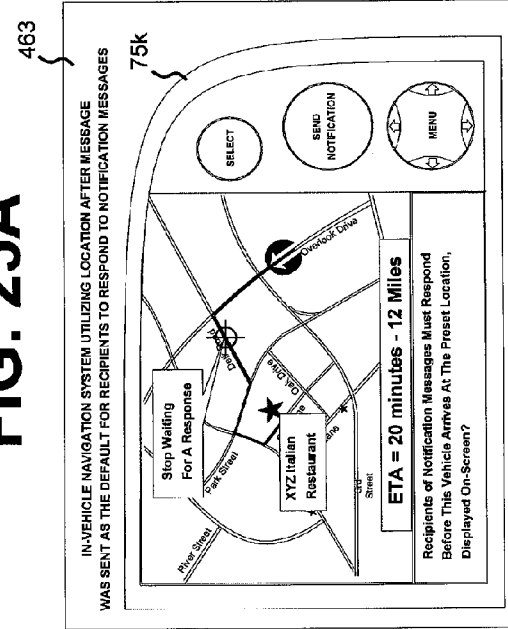 FIG. 25A
463
IN-VEHICLE NAVIGATION SYSTEM UTILIZING LOCATION AFTER MESSAGE
WAS SENT AS THE DEFAULT FOR RECIPIENTS TO RESPOND TO NOTIFICATION MESSAGES
75k
Stop Waiting
For A Response
Park Street
River Street
Oak Drive
Overlook Drive
XYZ Italian
Restaurant
Street
ETA = 20 minutes - 12 Miles
Recipients of Notification Messages Must Respond
Before This Vehicle Arrives At The Preset Location,
Displayed On-Screen?
SELECT
SEND
NOTIFICATION
MENU